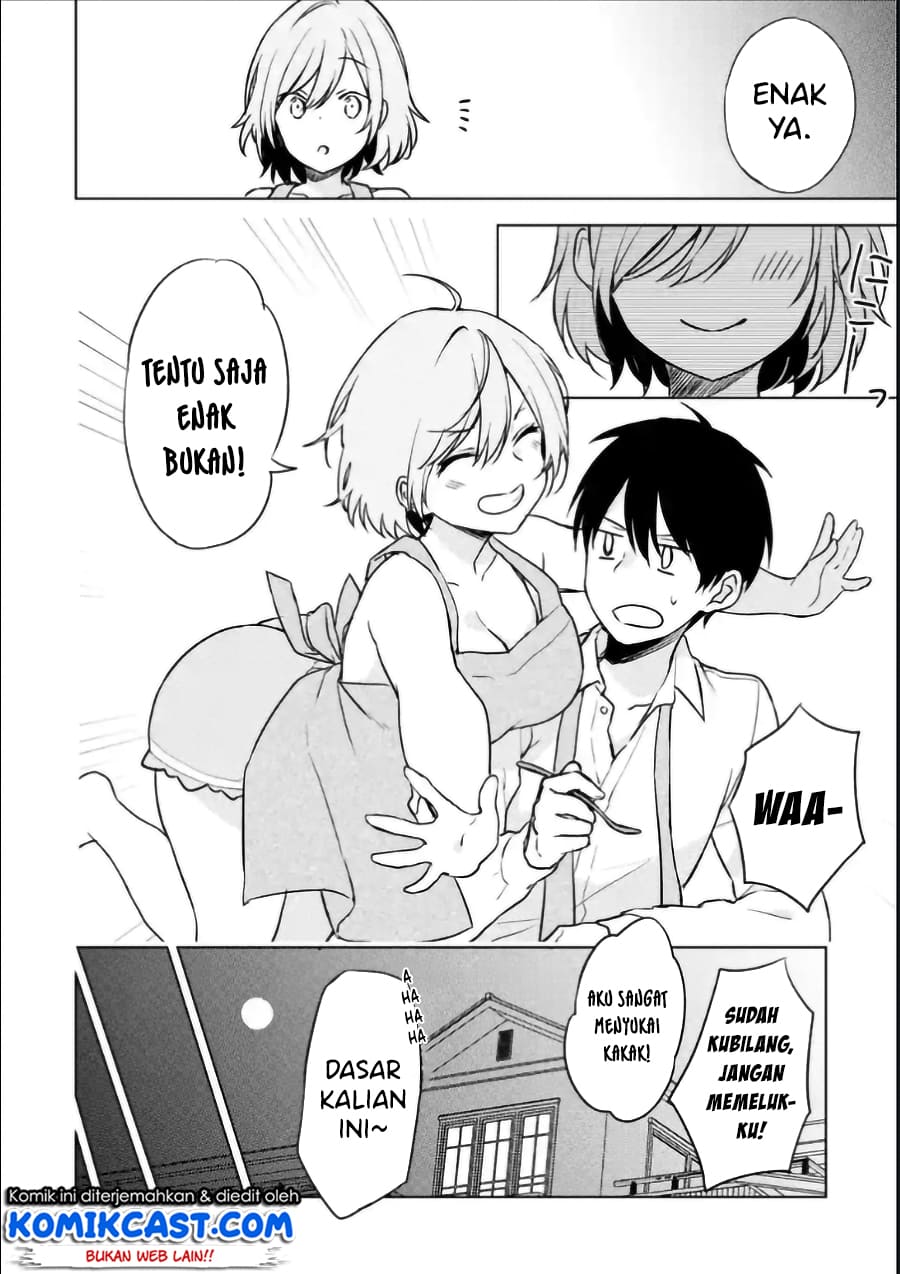 ENAK
YA.
TENTU SAJA
ENAK
BUKAN!
WAA-
SUDAH
KUBILANG,
JANGAN
MEMELUK-
KU!
AKU SANGAT
MENYUKAI
KAKAK!
A
HA
HA
HA
DASAR
KALIAN
INI~
Komik ini diterjemahkan & diedit oleh
KOMIKCAST.COM
BUKAN WEB LAIN!!